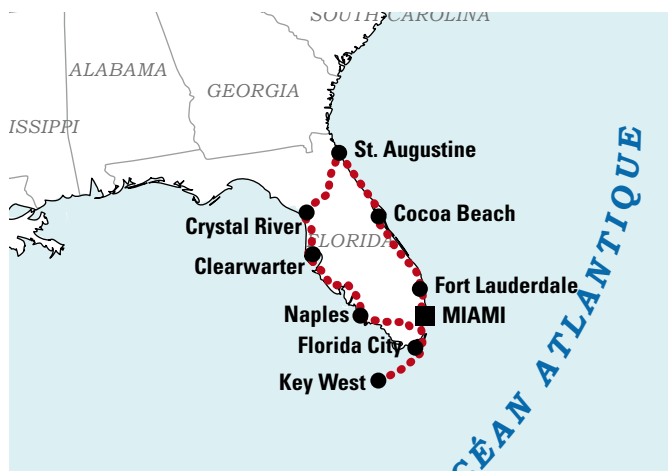 SOUTH CAROLINA
ALABAMA
GEORGIA
ISSIPPI
St. Augustine
Crystal River
Cocoa Beach
FLORIDA
Clearwarter
Fort Lauderdale
Naples
MIAMI
Florida City
Key West
CÉAN ATLANTIQUE